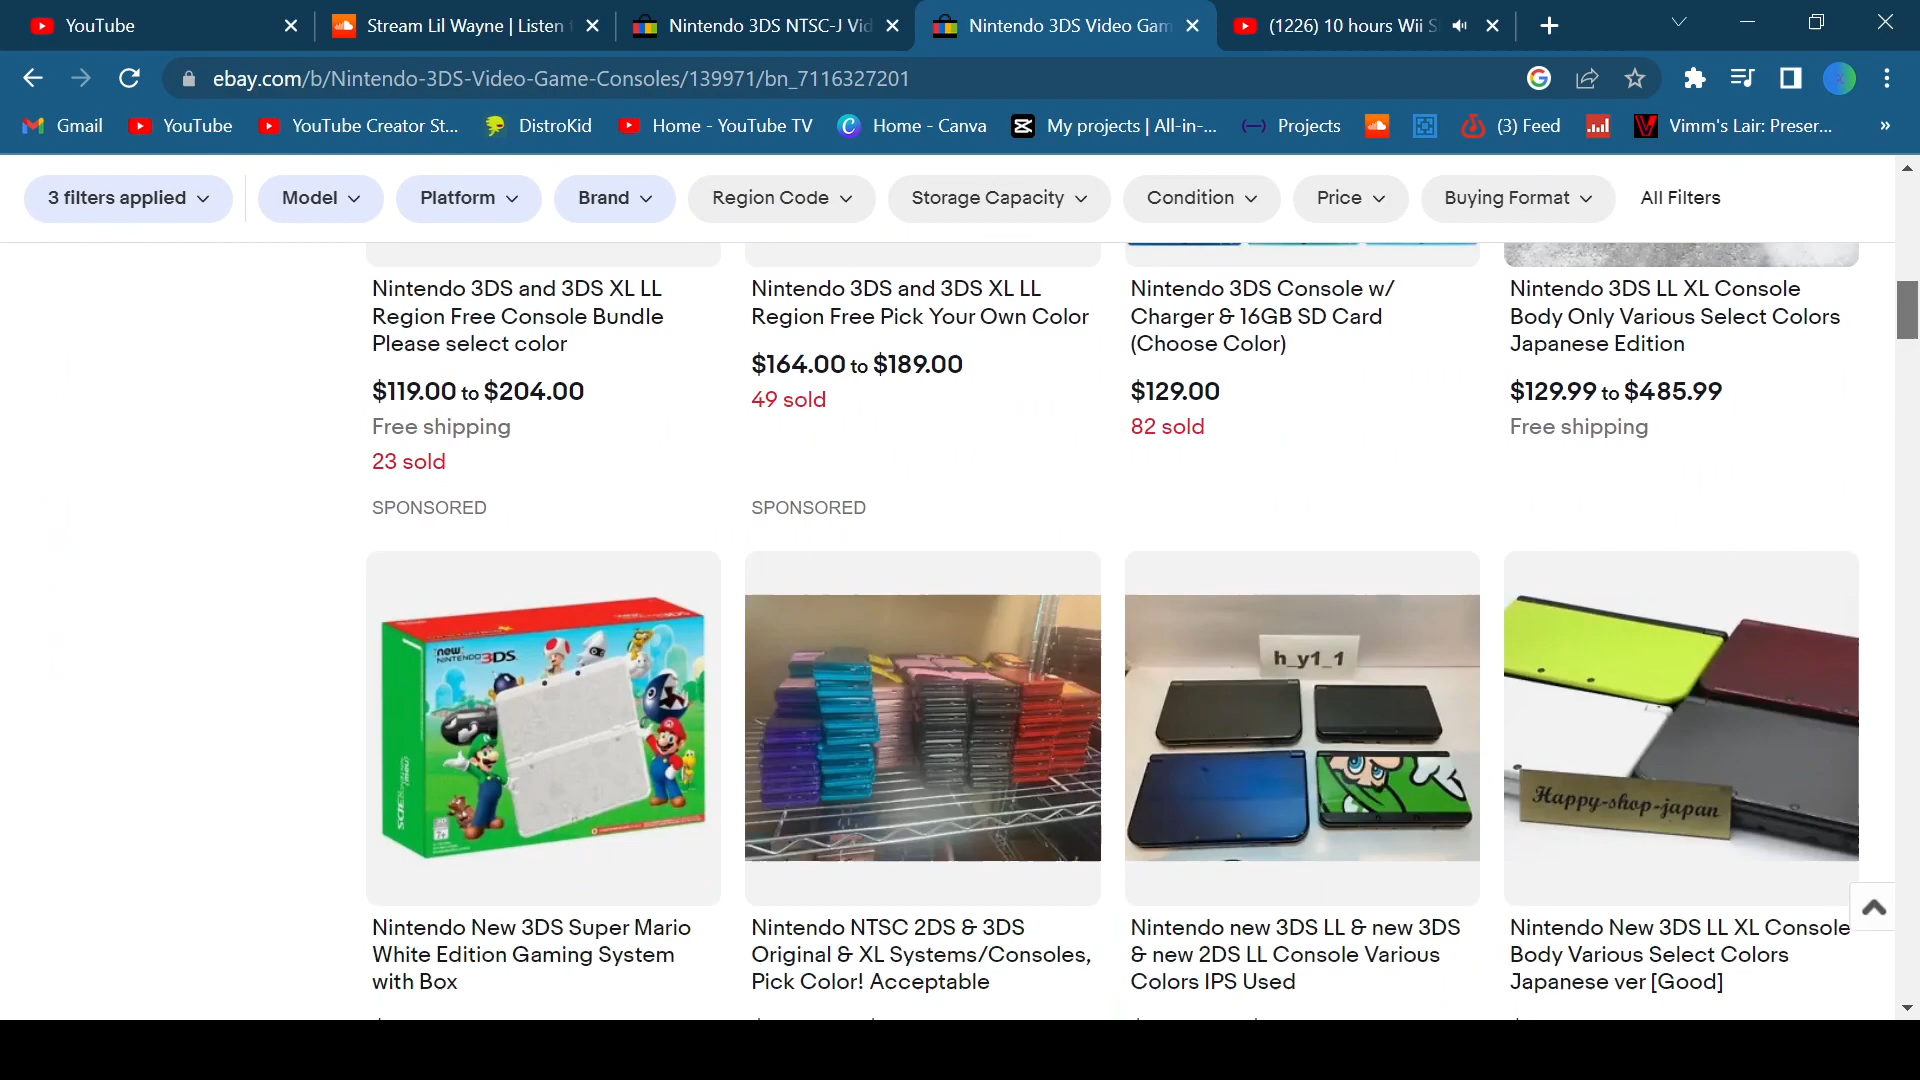 YouTube
Stream Lil Wayne | Listen
Nintendo 3DS NTSC-J Vid
Nintendo 3DS Video Gam
(1226) 10 hours Wii S
ebay.com/b/Nintendo-3DS-Video-Game-Consoles/139971/bn_7116327201
Gmail
YouTube
YouTube Creator St...
DistroKid
Home - YouTube TV
Home - Canva
My projects | All-in-...
Projects
(3) Feed
Vimm's Lair: Preser...
3 filters applied
Model
Platform
Brand
Region Code
Storage Capacity
Condition
Price
Buying Format
All Filters
Nintendo 3DS and 3DS XL LL
Region Free Console Bundle
Please select color
$119.00 to $204.00
Free shipping
23 sold
SPONSORED
Nintendo 3DS and 3DS XL LL
Region Free Pick Your Own Color
$164.00 to $189.00
49 sold
SPONSORED
Nintendo 3DS Console w/
Charger & 16GB SD Card
(Choose Color)
$129.00
82 sold
Nintendo 3DS LL XL Console
Body Only Various Select Colors
Japanese Edition
$129.99 to $485.99
Free shipping
new
NINTENDO 3DS
h_y1_1
Happy-shop-japan
Nintendo New 3DS Super Mario
White Edition Gaming System
with Box
Nintendo NTSC 2DS & 3DS
Original & XL Systems/Consoles,
Pick Color! Acceptable
Nintendo new 3DS LL & new 3DS
& new 2DS LL Console Various
Colors IPS Used
Nintendo New 3DS LL XL Console
Body Various Select Colors
Japanese ver [Good]